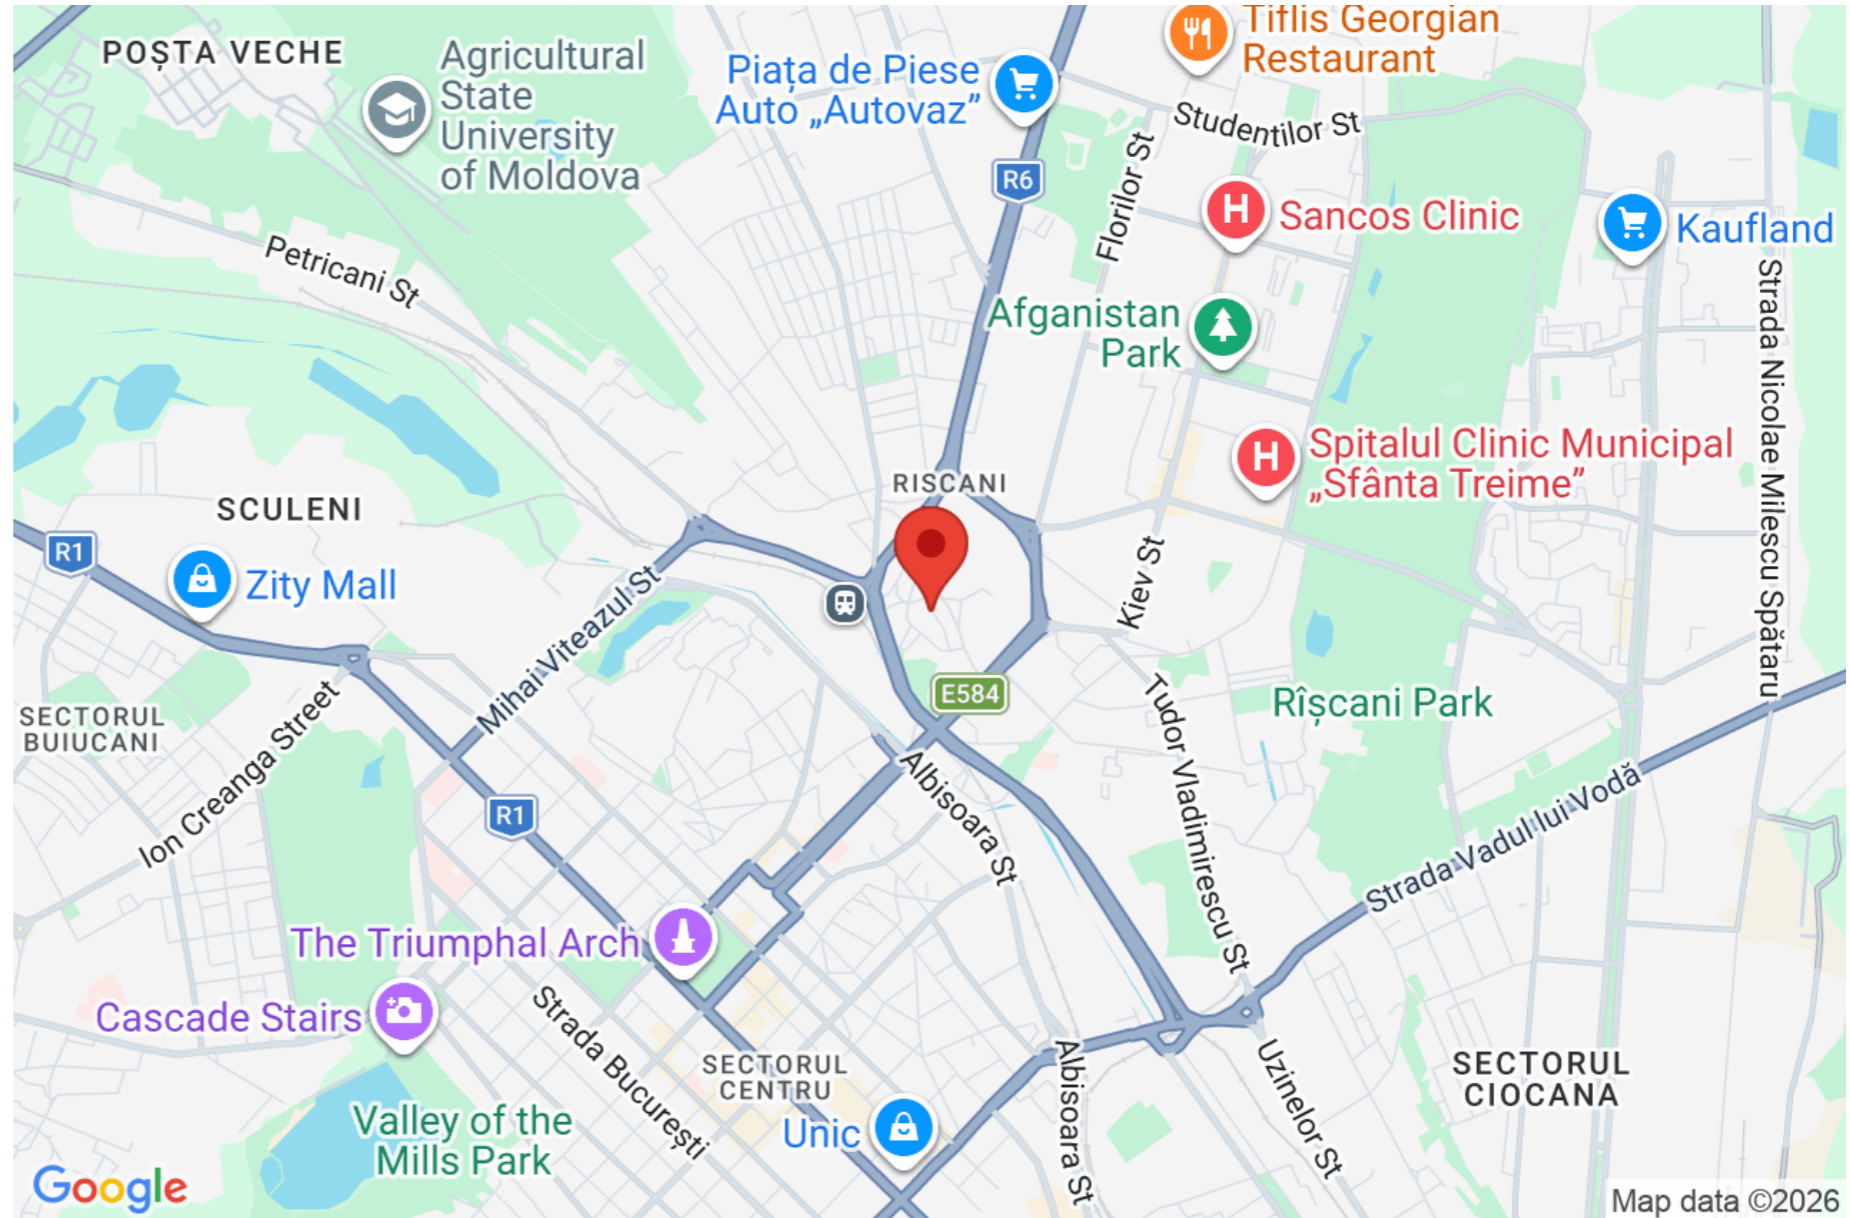 Tiflis Georgian
Restaurant
POȘTA VECHE
Agricultural
State
University
of Moldova
Piața de Piese
Auto „Autovaz”
Studentilor St
R6
Florilor St
Sancos Clinic
Kaufland
Petricani St
Afganistan
Park
Strada Nicolae Milescu Spătaru
Spitalul Clinic Municipal
„Sfânta Treime”
RISCANI
SCULENI
R1
Zity Mall
Mihai Viteazul St
Kiev St
E584
Rîșcani Park
SECTORUL
BUIUCANI
Ion Creanga Street
Tudor Vladimirescu St
Albisoara St
R1
Strada Vadul lui Vodă
The Triumphal Arch
Cascade Stairs
Strada București
SECTORUL
CENTRU
Albisoara St
Uzinelor St
SECTORUL
CIOCANA
Valley of the
Mills Park
Unic
Google
Map data ©2026